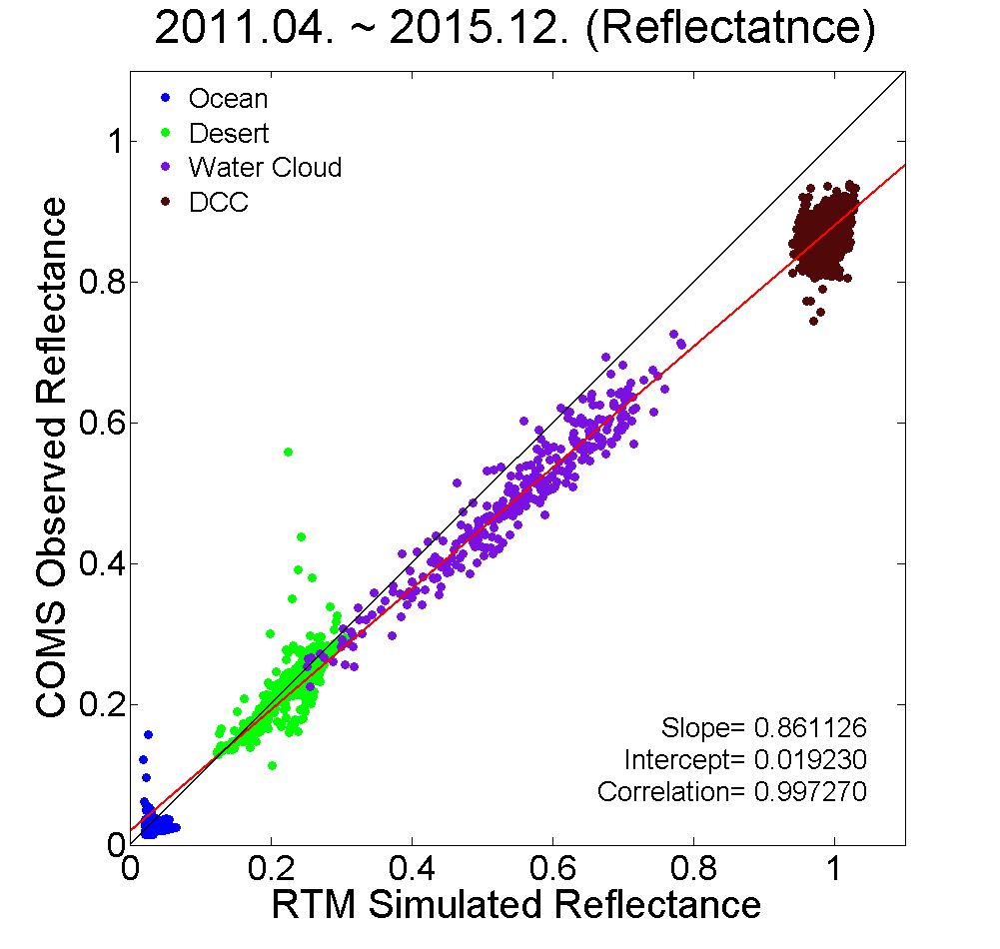 2011.04. ~ 2015.12. (Reflectatnce)
Ocean
Desert
Water Cloud
DCC
COMS Observed Reflectance
1
0.8
0.6
0.4
0.2
0
Slope= 0.861126
Intercept= 0.019230
Correlation= 0.997270
0 0.2 0.4 0.6 0.8 1
RTM Simulated Reflectance